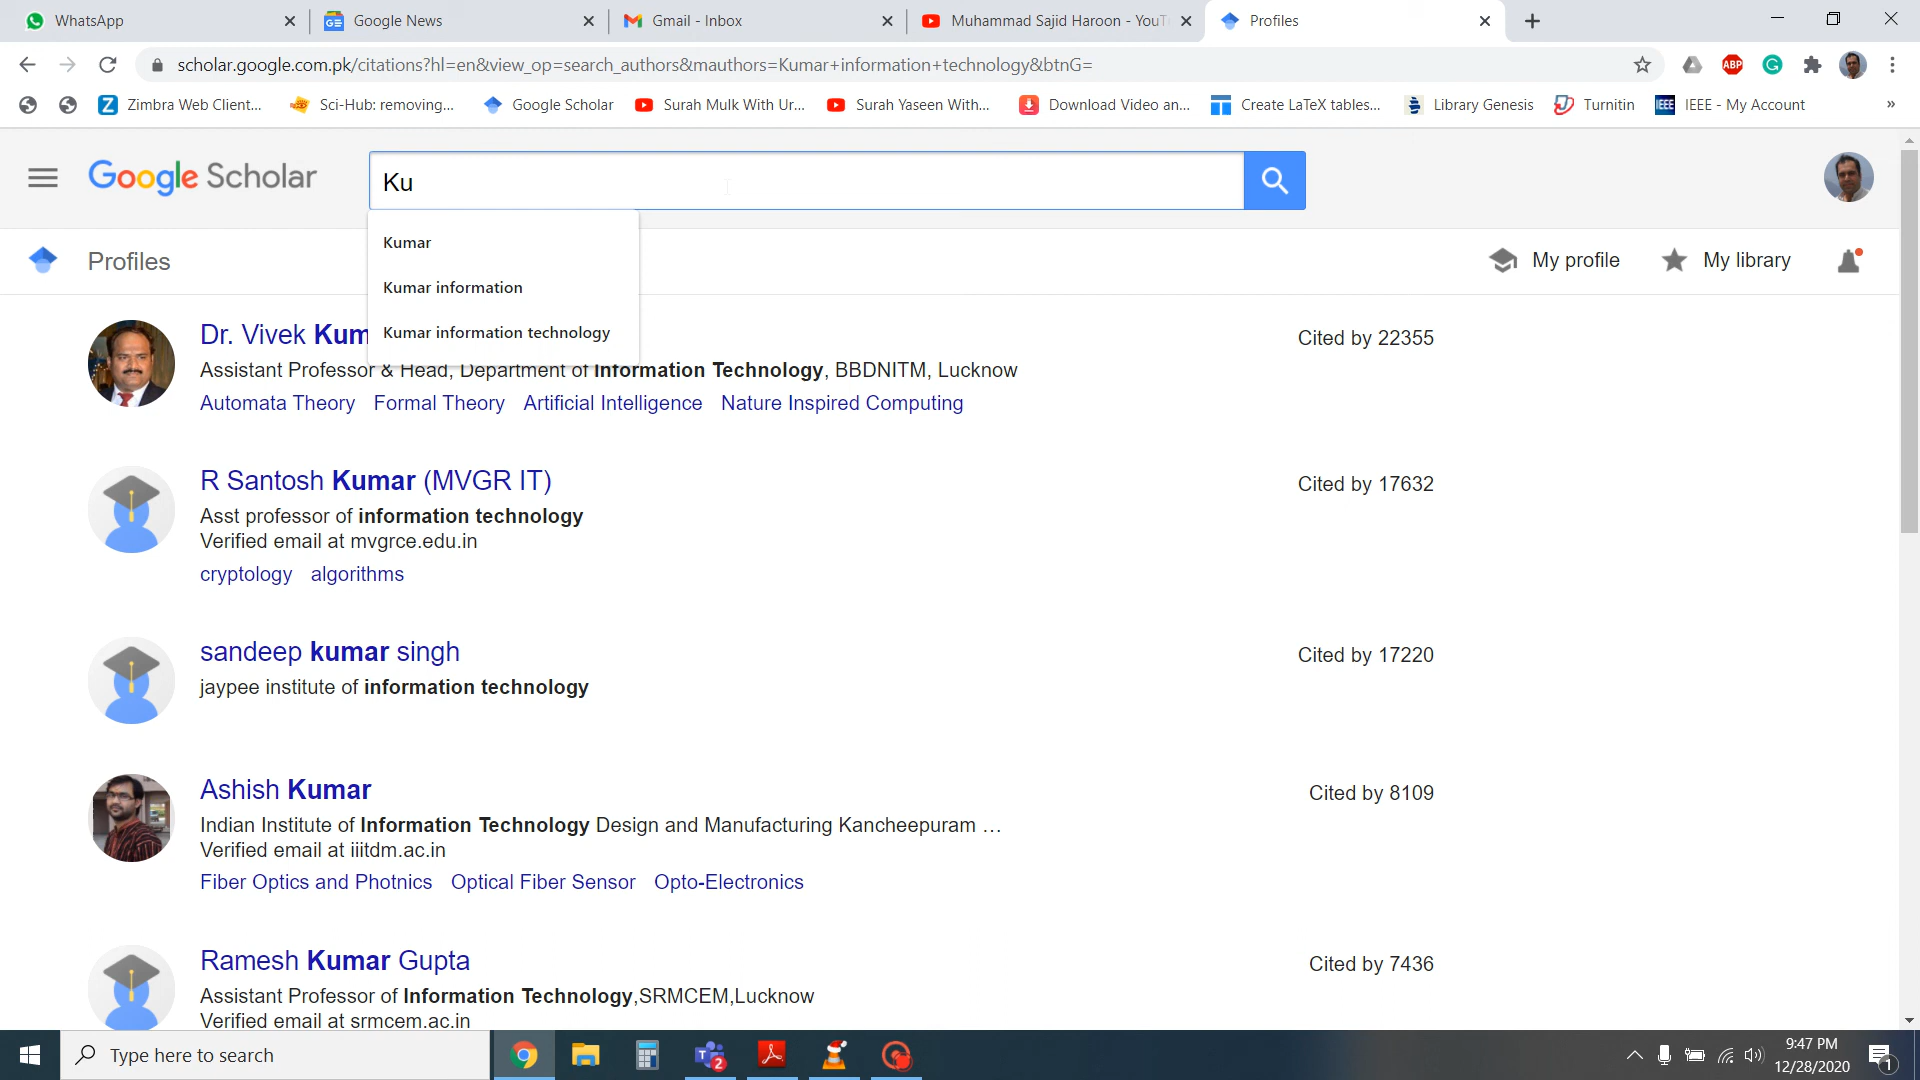 WhatsApp
Google News
Gmail - Inbox
Muhammad Sajid Haroon - YouT
Profiles
scholar.google.com.pk/citations?hl=en&view_op=search_authors&mauthors=Kumar+information+technology&btnG=
ABP
Zimbra Web Client...
Sci-Hub: removing...
Google Scholar
Surah Mulk With Ur...
Surah Yaseen With...
Download Video an...
Create LaTeX tables...
Library Genesis
Turnitin
IEEE - My Account
»
Google Scholar
Ku
Kumar
Kumar information
Kumar information technology
Profiles
My profile
My library
Dr. Vivek Kum
Cited by 22355
Assistant Professor & Head, Department of Information Technology, BBDNITM, Lucknow
Automata Theory Formal Theory Artificial Intelligence Nature Inspired Computing
R Santosh Kumar (MVGR IT)
Cited by 17632
Asst professor of information technology
Verified email at mvgrce.edu.in
cryptology algorithms
sandeep kumar singh
Cited by 17220
jaypee institute of information technology
Ashish Kumar
Cited by 8109
Indian Institute of Information Technology Design and Manufacturing Kancheepuram …
Verified email at iiitdm.ac.in
Fiber Optics and Photnics Optical Fiber Sensor Opto-Electronics
Ramesh Kumar Gupta
Cited by 7436
Assistant Professor of Information Technology,SRMCEM,Lucknow
Verified email at srmcem.ac.in
Type here to search
2
9:47 PM
12/28/2020
1